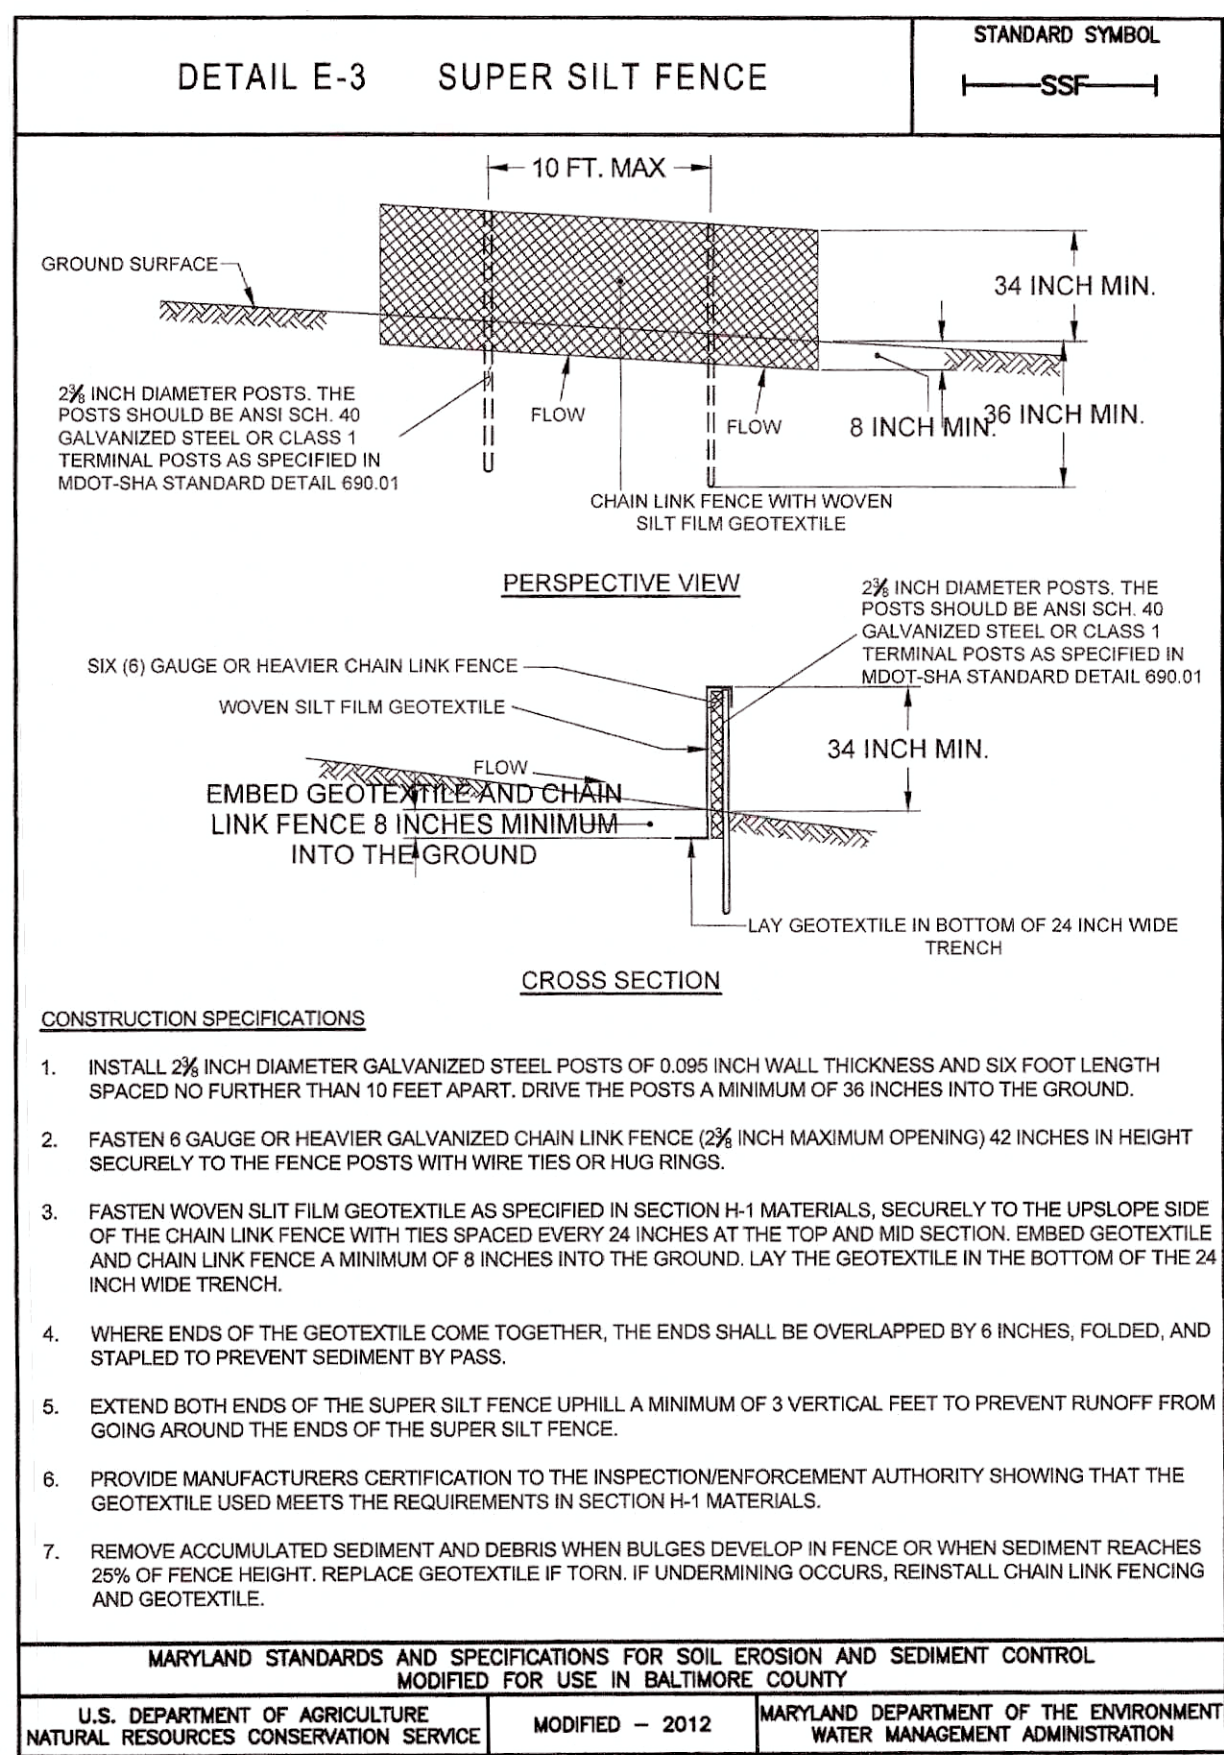 DETAIL E-3 SUPER SILT FENCE
STANDARD SYMBOL
SSF
10 FT. MAX
GROUND SURFACE
34 INCH MIN.
2⅜ INCH DIAMETER POSTS. THE
POSTS SHOULD BE ANSI SCH. 40
GALVANIZED STEEL OR CLASS 1
TERMINAL POSTS AS SPECIFIED IN
MDOT-SHA STANDARD DETAIL 690.01
FLOW
FLOW
8 INCH MIN.
36 INCH MIN.
CHAIN LINK FENCE WITH WOVEN
SILT FILM GEOTEXTILE
PERSPECTIVE VIEW
2⅜ INCH DIAMETER POSTS. THE
POSTS SHOULD BE ANSI SCH. 40
GALVANIZED STEEL OR CLASS 1
TERMINAL POSTS AS SPECIFIED IN
MDOT-SHA STANDARD DETAIL 690.01
SIX (6) GAUGE OR HEAVIER CHAIN LINK FENCE
WOVEN SILT FILM GEOTEXTILE
34 INCH MIN.
FLOW
EMBED GEOTEXTILE AND CHAIN
LINK FENCE 8 INCHES MINIMUM
INTO THE GROUND
LAY GEOTEXTILE IN BOTTOM OF 24 INCH WIDE
TRENCH
CROSS SECTION
CONSTRUCTION SPECIFICATIONS
1. INSTALL 2⅜ INCH DIAMETER GALVANIZED STEEL POSTS OF 0.095 INCH WALL THICKNESS AND SIX FOOT LENGTH
SPACED NO FURTHER THAN 10 FEET APART. DRIVE THE POSTS A MINIMUM OF 36 INCHES INTO THE GROUND.
2. FASTEN 6 GAUGE OR HEAVIER GALVANIZED CHAIN LINK FENCE (2⅜ INCH MAXIMUM OPENING) 42 INCHES IN HEIGHT
SECURELY TO THE FENCE POSTS WITH WIRE TIES OR HUG RINGS.
3. FASTEN WOVEN SLIT FILM GEOTEXTILE AS SPECIFIED IN SECTION H-1 MATERIALS, SECURELY TO THE UPSLOPE SIDE
OF THE CHAIN LINK FENCE WITH TIES SPACED EVERY 24 INCHES AT THE TOP AND MID SECTION. EMBED GEOTEXTILE
AND CHAIN LINK FENCE A MINIMUM OF 8 INCHES INTO THE GROUND. LAY THE GEOTEXTILE IN THE BOTTOM OF THE 24
INCH WIDE TRENCH.
4. WHERE ENDS OF THE GEOTEXTILE COME TOGETHER, THE ENDS SHALL BE OVERLAPPED BY 6 INCHES, FOLDED, AND
STAPLED TO PREVENT SEDIMENT BY PASS.
5. EXTEND BOTH ENDS OF THE SUPER SILT FENCE UPHILL A MINIMUM OF 3 VERTICAL FEET TO PREVENT RUNOFF FROM
GOING AROUND THE ENDS OF THE SUPER SILT FENCE.
6. PROVIDE MANUFACTURERS CERTIFICATION TO THE INSPECTION/ENFORCEMENT AUTHORITY SHOWING THAT THE
GEOTEXTILE USED MEETS THE REQUIREMENTS IN SECTION H-1 MATERIALS.
7. REMOVE ACCUMULATED SEDIMENT AND DEBRIS WHEN BULGES DEVELOP IN FENCE OR WHEN SEDIMENT REACHES
25% OF FENCE HEIGHT. REPLACE GEOTEXTILE IF TORN. IF UNDERMINING OCCURS, REINSTALL CHAIN LINK FENCING
AND GEOTEXTILE.
MARYLAND STANDARDS AND SPECIFICATIONS FOR SOIL EROSION AND SEDIMENT CONTROL
MODIFIED FOR USE IN BALTIMORE COUNTY
U.S. DEPARTMENT OF AGRICULTURE
NATURAL RESOURCES CONSERVATION SERVICE
MODIFIED – 2012
MARYLAND DEPARTMENT OF THE ENVIRONMENT
WATER MANAGEMENT ADMINISTRATION